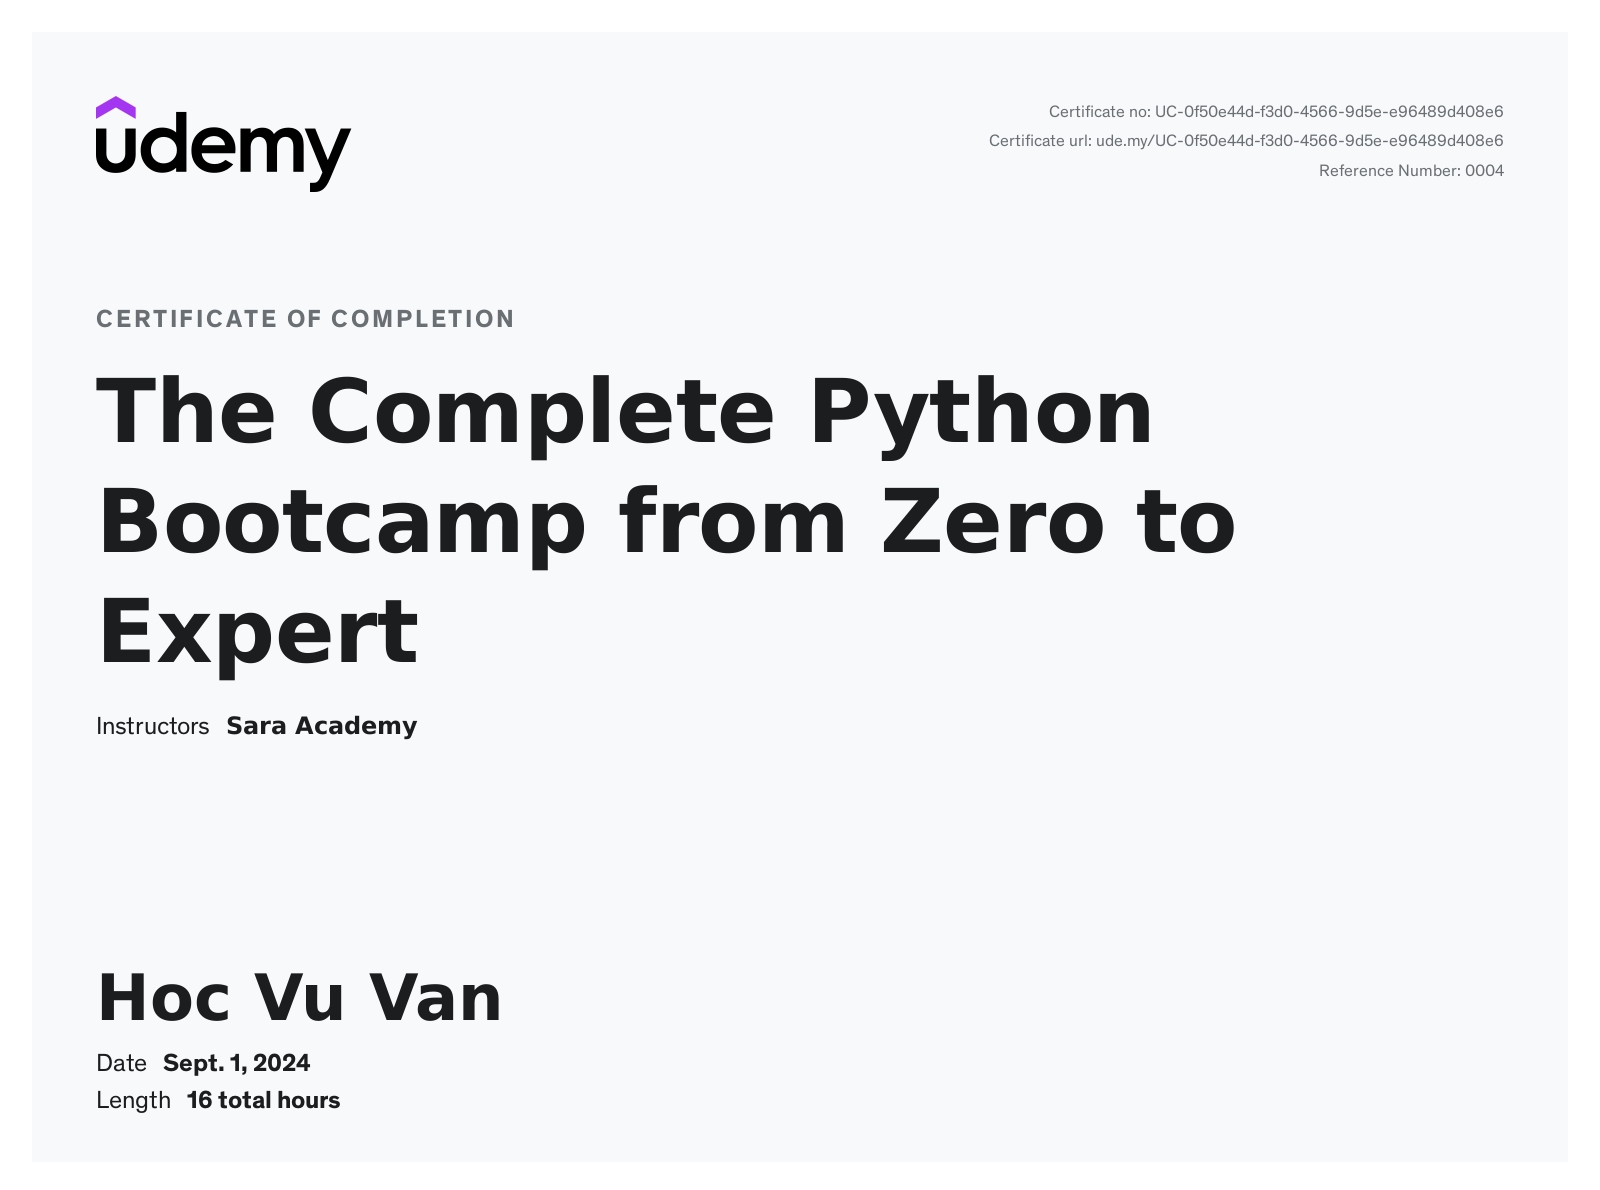 udemy
Certificate no: UC-0f50e44d-f3d0-4566-9d5e-e96489d408e6
Certificate url: ude.my/UC-0f50e44d-f3d0-4566-9d5e-e96489d408e6
Reference Number: 0004
CERTIFICATE OF COMPLETION
The Complete Python
Bootcamp from Zero to
Expert
Instructors Sara Academy
Hoc Vu Van
Date Sept. 1, 2024
Length 16 total hours